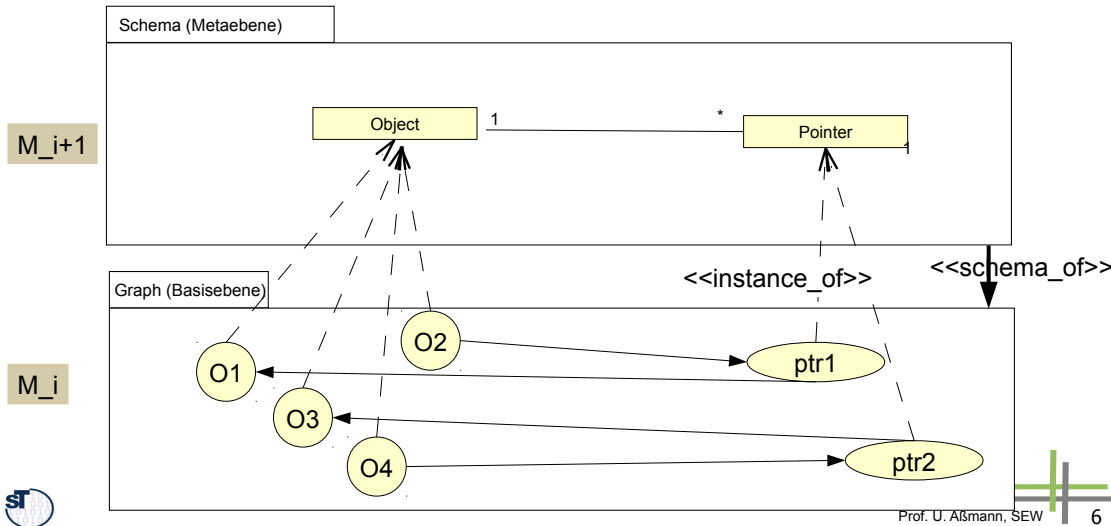 Schema (Metaebene)
M_i+1
Object
1
*
Pointer
1
<<instance_of>>
<<schema_of>>
Graph (Basisebene)
M_i
O1
O2
O3
O4
ptr1
ptr2
ST
Prof. U. Aßmann, SEW
6